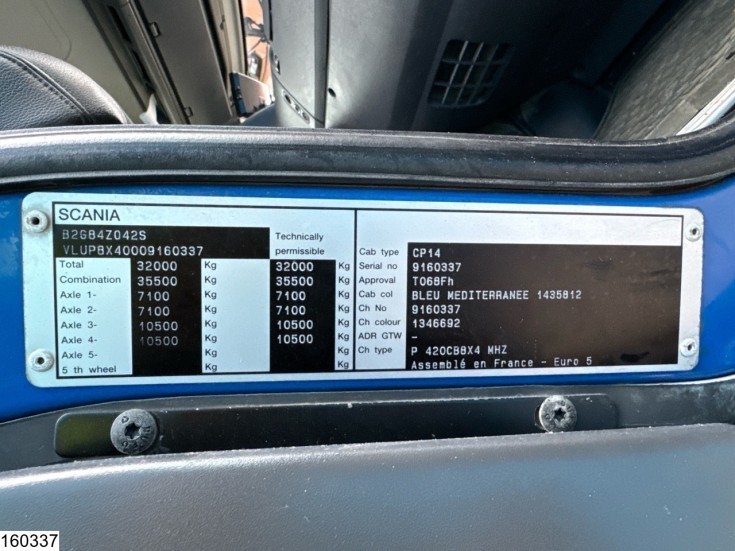 SCANIA
B2G84Z042S
VLUP8X40009160337
Technically
permissible
Total 32000 Kg 32000 Kg
Combination 35500 Kg 35500 Kg
Axle 1- 7100 Kg 7100 Kg
Axle 2- 7100 Kg 7100 Kg
Axle 3- 10500 Kg 10500 Kg
Axle 4- 10500 Kg 10500 Kg
Axle 5- Kg Kg
5 th wheel Kg Kg
Cab type CP14
Serial no 9160337
Approval T068Fh
Cab col BLEU MEDITERRANEE 1435812
Ch No 9160337
Ch colour 1346692
ADR GTW -
Ch type P 420CB8X4 MHZ
Assemblé en France - Euro 5
160337